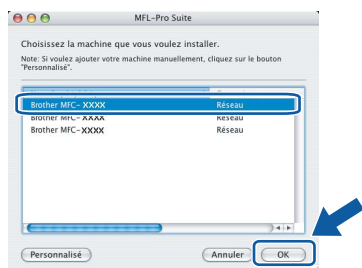 MFL-Pro Suite
Choisissez la machine que vous voulez installer.
Note: Si voulez ajouter votre machine manuellement, cliquez sur le bouton
"Personnalisé".
Brother MFC- XXXX Réseau
Brother MFC- XXXX Réseau
Brother MFC- XXXX Réseau
Personnalisé Annuler OK